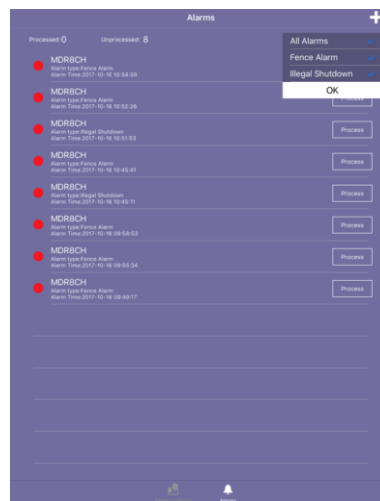 Alarms
Processed:0 Unprocessed: 8
All Alarms
Fence Alarm
Illegal Shutdown
OK
MDR8CH
Alarm type:Fence Alarm
Alarm Time:2017-10-16 10:54:59
MDR8CH
Alarm type:Fence Alarm
Alarm Time:2017-10-16 10:52:26
MDR8CH
Alarm type:Illegal Shutdown
Alarm Time:2017-10-16 10:51:53
Process
MDR8CH
Alarm type:Fence Alarm
Alarm Time:2017-10-16 10:45:41
Process
MDR8CH
Alarm type:Illegal Shutdown
Alarm Time:2017-10-16 10:45:11
Process
MDR8CH
Alarm type:Fence Alarm
Alarm Time:2017-10-16 09:58:53
Process
MDR8CH
Alarm type:Fence Alarm
Alarm Time:2017-10-16 09:55:34
Process
MDR8CH
Alarm type:Fence Alarm
Alarm Time:2017-10-16 09:49:17
Process